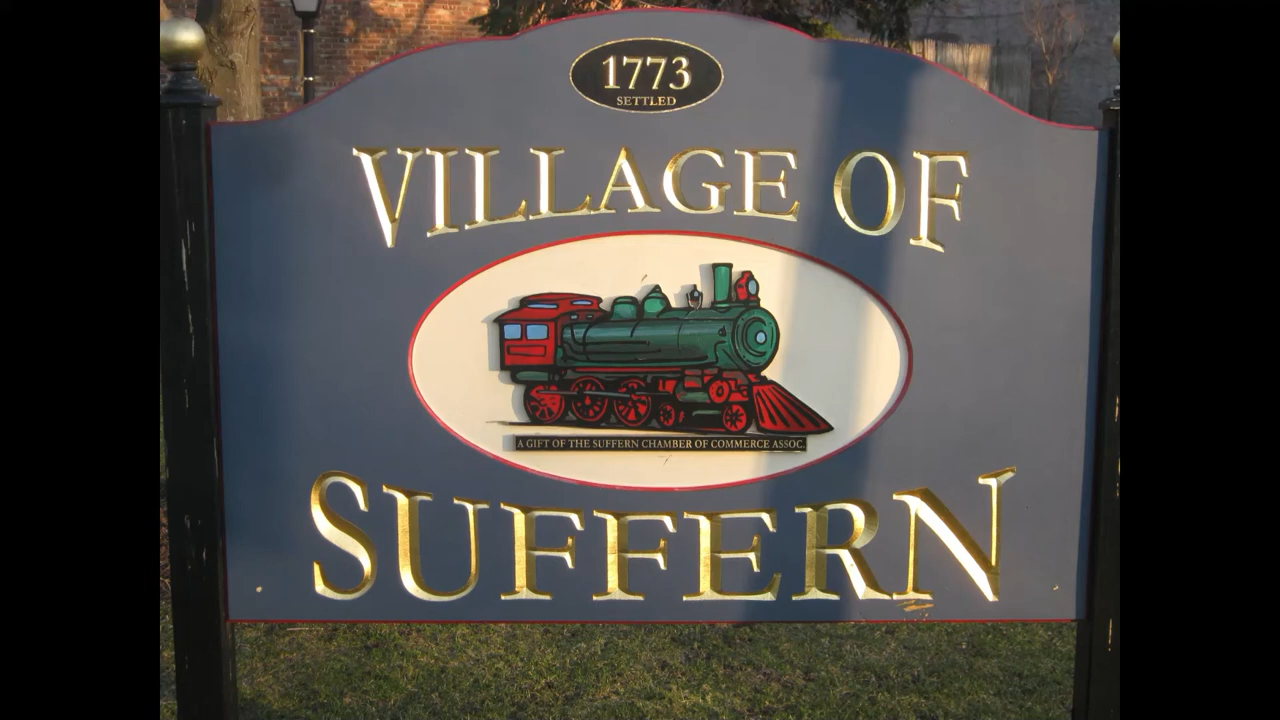 1773
SETTLED
VILLAGE OF
A GIFT OF THE SUFFERN CHAMBER OF COMMERCE ASSOC.
SUFFERN